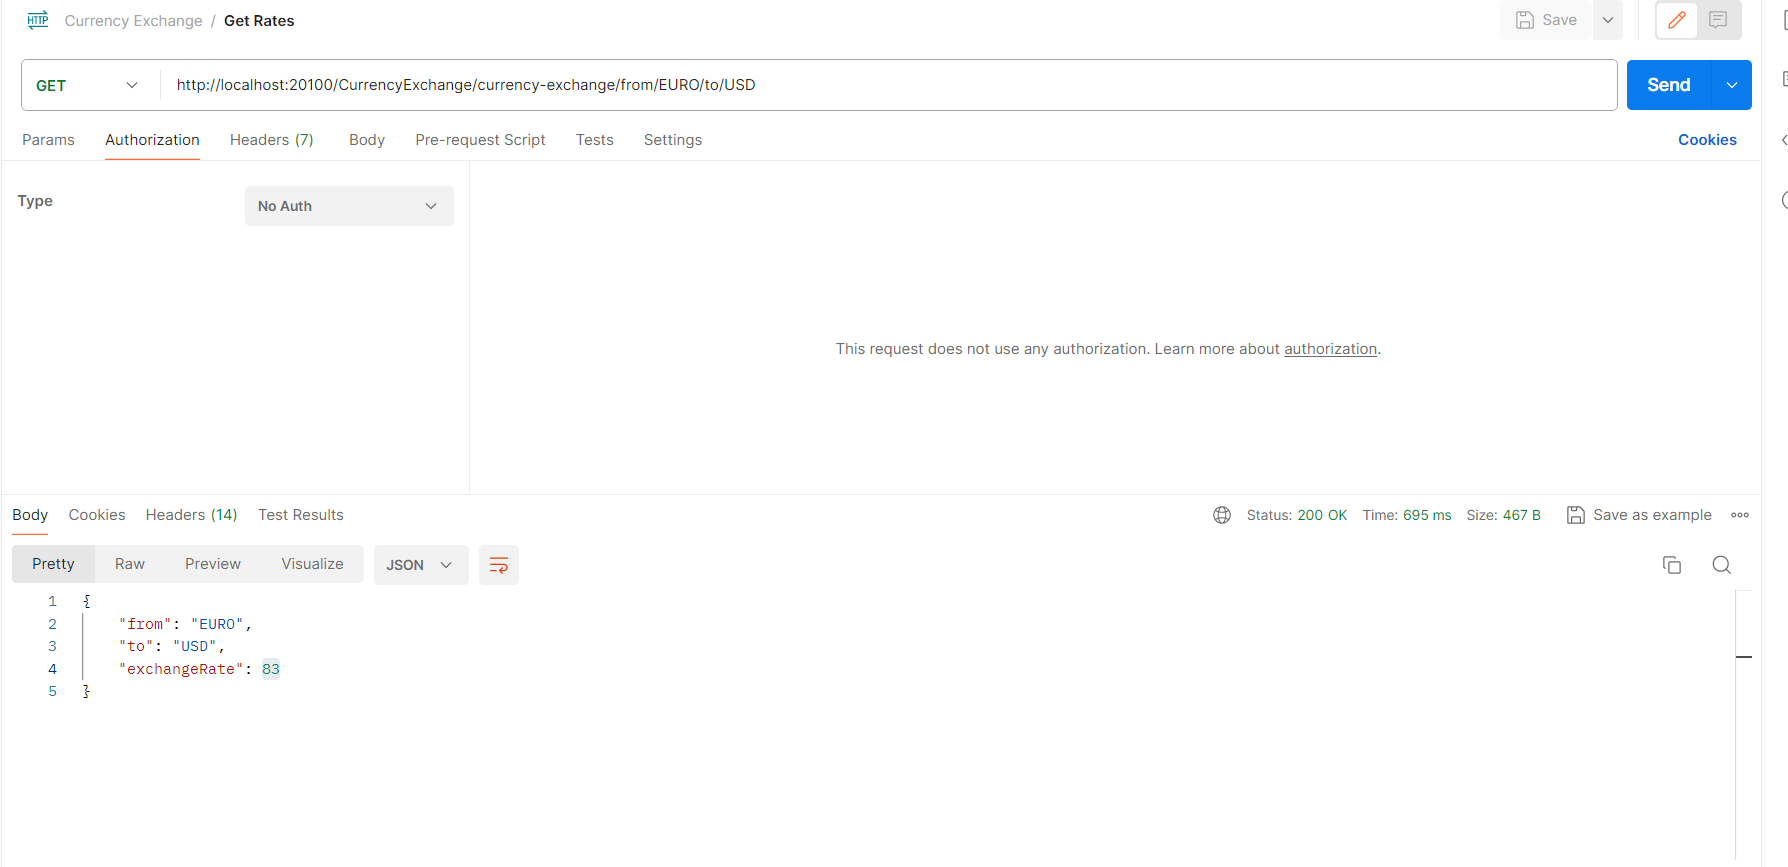 HTTP Currency Exchange / Get Rates Save
GET http://localhost:20100/CurrencyExchange/currency-exchange/from/EURO/to/USD Send
Params Authorization Headers (7) Body Pre-request Script Tests Settings Cookies
Type No Auth
This request does not use any authorization. Learn more about authorization.
Body Cookies Headers (14) Test Results Status: 200 OK Time: 695 ms Size: 467 B Save as example
Pretty Raw Preview Visualize JSON
1 {
2 "from": "EURO",
3 "to": "USD",
4 "exchangeRate": 83
5 }